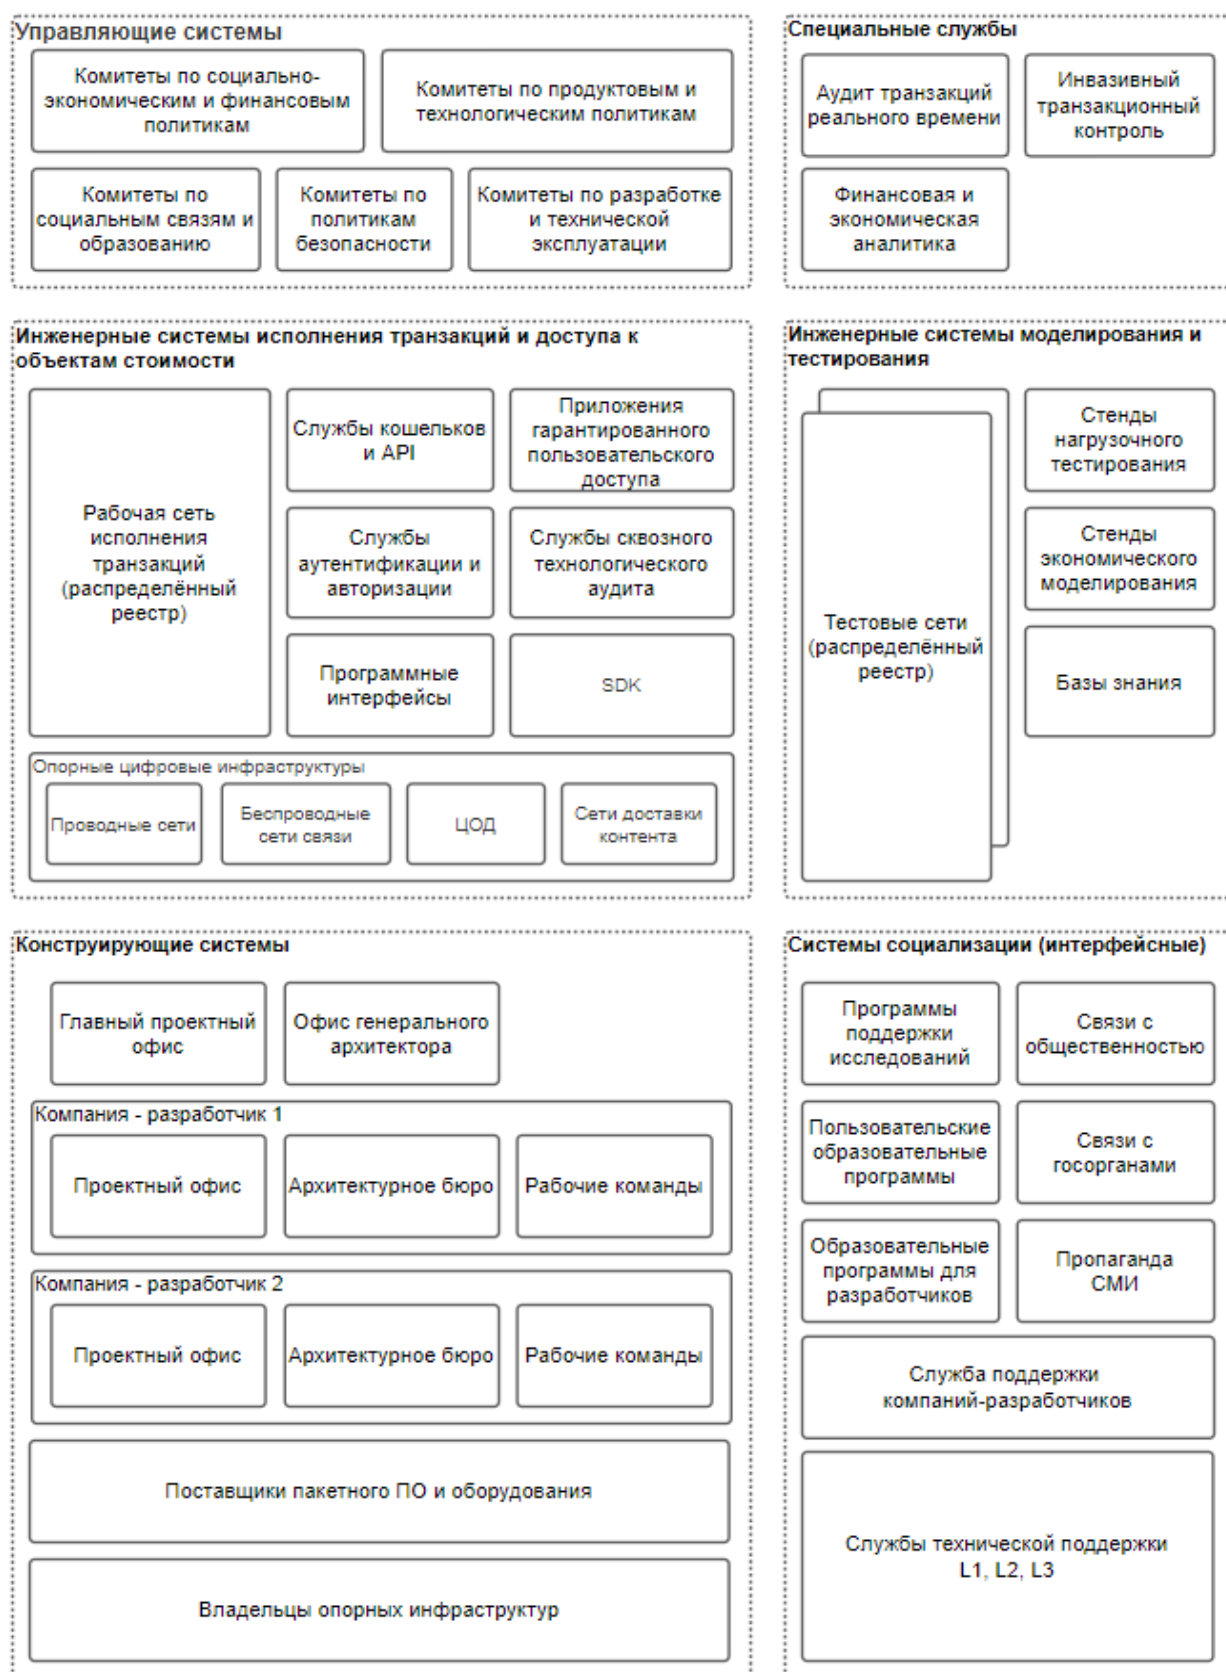 Управляющие системы
Комитеты по социально-
экономическим и финансовым
политикам
Комитеты по продуктовым и
технологическим политикам
Комитеты по
социальным связям и
образованию
Комитеты по
политикам
безопасности
Комитеты по разработке
и технической
эксплуатации
Специальные службы
Аудит транзакций
реального времени
Инвазивный
транзакционный
контроль
Финансовая и
экономическая
аналитика
Инженерные системы исполнения транзакций и доступа к
объектам стоимости
Рабочая сеть
исполнения
транзакций
(распределённый
реестр)
Службы кошельков
и API
Приложения
гарантированного
пользовательского
доступа
Службы
аутентификации и
авторизации
Службы сквозного
технологического
аудита
Программные
интерфейсы
SDK
Опорные цифровые инфраструктуры
Проводные сети
Беспроводные
сети связи
ЦОД
Сети доставки
контента
Инженерные системы моделирования и
тестирования
Тестовые сети
(распределённый
реестр)
Стенды
нагрузочного
тестирования
Стенды
экономического
моделирования
Базы знания
Конструирующие системы
Главный проектный
офис
Офис генерального
архитектора
Компания - разработчик 1
Проектный офис
Архитектурное бюро
Рабочие команды
Компания - разработчик 2
Проектный офис
Архитектурное бюро
Рабочие команды
Поставщики пакетного ПО и оборудования
Владельцы опорных инфраструктур
Системы социализации (интерфейсные)
Программы
поддержки
исследований
Связи с
общественностью
Пользовательские
образовательные
программы
Связи с
госорганами
Образовательные
программы для
разработчиков
Пропаганда
СМИ
Служба поддержки
компаний-разработчиков
Службы технической поддержки
L1, L2, L3